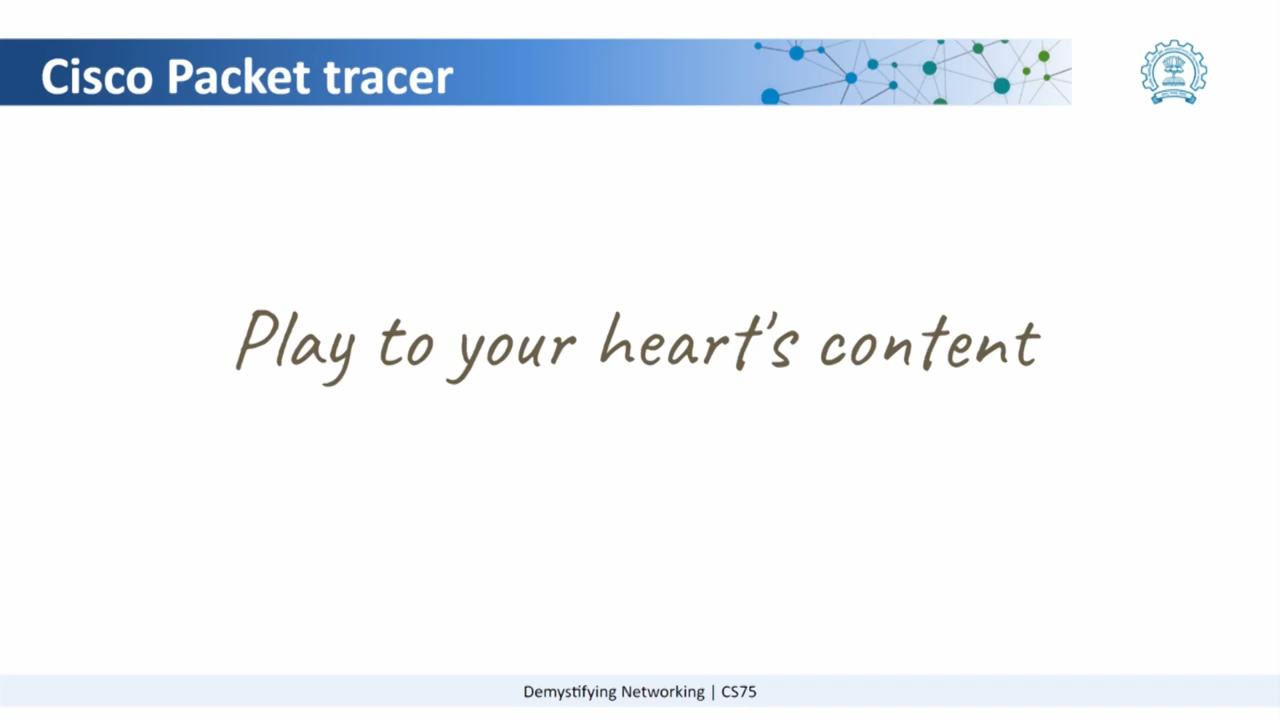 Cisco Packet tracer
Play to your heart's content
Demystifying Networking | CS75